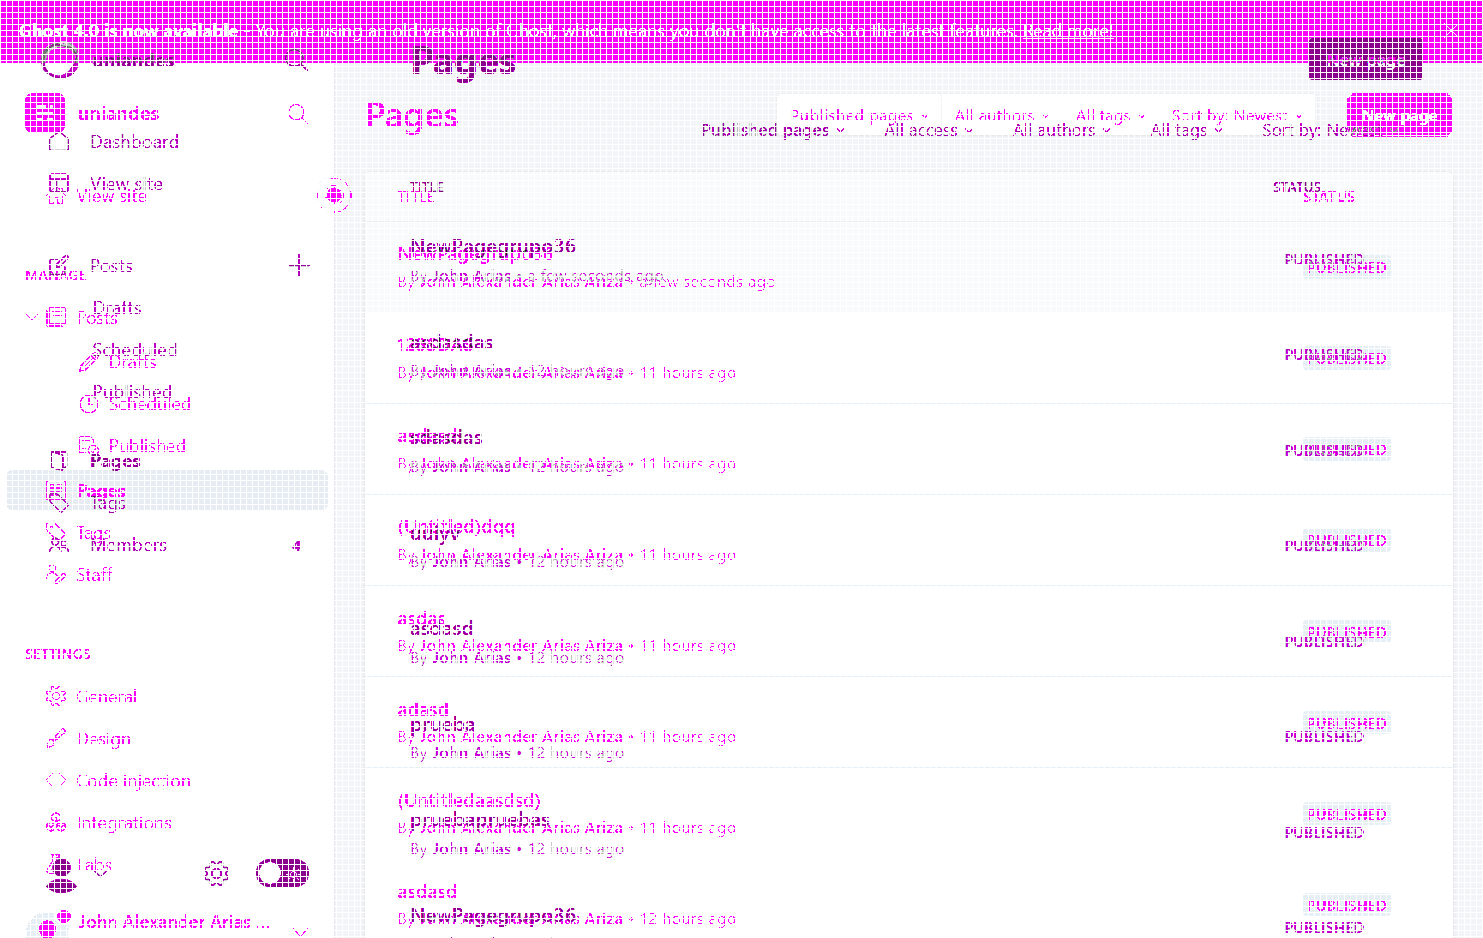 Ghost 4.0 is now available - You are using an old version of Ghost, which means you don't have access to the latest features. Read more!
uniandes
Pages
New page
uniandes
Pages
Published pages
All authors
All tags
Sort by: Newest
New page
Dashboard
Published pages
All access
All authors
All tags
Sort by: Newest
View site
View site
TITLE
STATUS
TITLE
STATUS
Posts
MANAGE
NewPagegrupo36
By John Arias • a few seconds ago
PUBLISHED
By John Alexander Arias Ariza • a few seconds ago
PUBLISHED
Drafts
Posts
Scheduled
Drafts
PUBLISHED
PUBLISHED
By John Alexander Arias Ariza • 11 hours ago
Published
Scheduled
Published
By John Alexander Arias Ariza • 11 hours ago
By John Arias • 12 hours ago
PUBLISHED
PUBLISHED
Pages
Pages
Tags
Tags
Members
4
Staff
(Untitled)dqq
By John Alexander Arias Ariza • 11 hours ago
By John Arias • 12 hours ago
PUBLISHED
PUBLISHED
asdas
asdasd
By John Alexander Arias Ariza • 11 hours ago
By John Arias • 12 hours ago
PUBLISHED
PUBLISHED
SETTINGS
General
Design
Code injection
Integrations
Labs
adasd
prueba
By John Alexander Arias Ariza • 11 hours ago
By John Arias • 12 hours ago
PUBLISHED
PUBLISHED
(Untitledaasdsd)
pruebapruebas
By John Alexander Arias Ariza • 11 hours ago
By John Arias • 12 hours ago
PUBLISHED
PUBLISHED
asdasd
NewPagegrupo36
By John Alexander Arias Ariza • 12 hours ago
PUBLISHED
PUBLISHED
John Alexander Arias ...